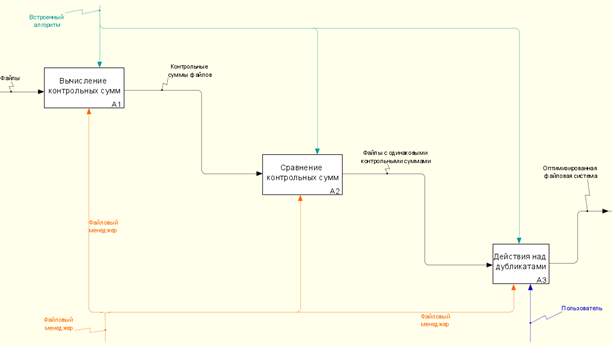 Встроенный
алгоритм
Файлы
Вычисление
контрольных сумм
A1
Контрольные
суммы файлов
Сравнение
контрольных сумм
A2
Файлы с одинаковыми
контрольными суммами
Оптимизированная
файловая система
Действия над
дубликатами
A3
Файловый
менеджер
Файловый
менеджер
Файловый
менеджер
Пользователь